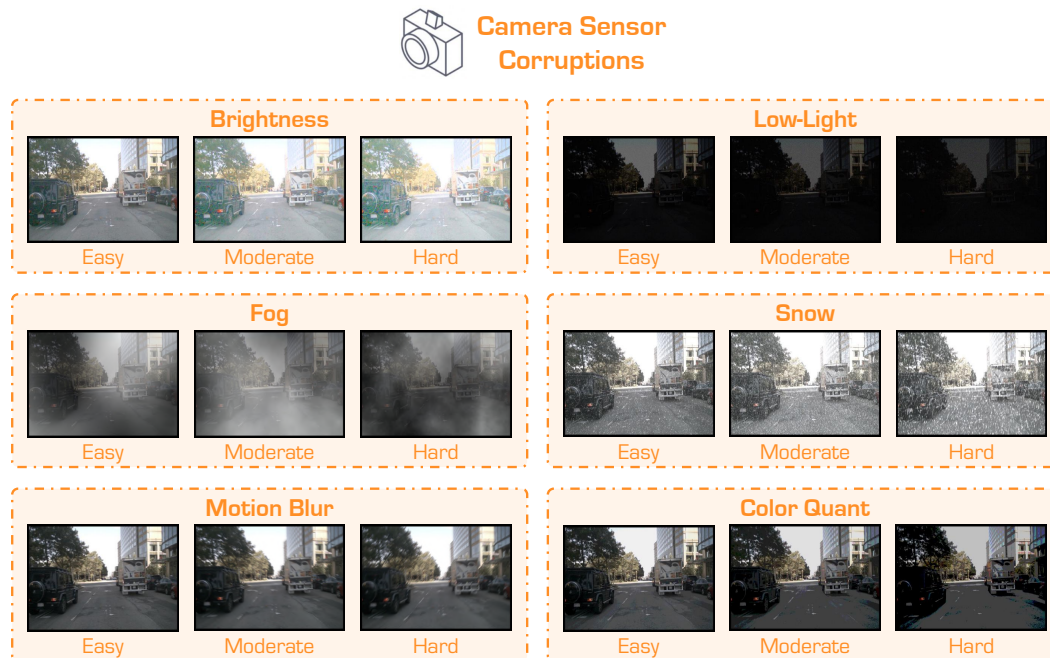 Camera Sensor
Corruptions
Brightness
Easy
Moderate
Hard
Low-Light
Easy
Moderate
Hard
Fog
Easy
Moderate
Hard
Snow
Easy
Moderate
Hard
Motion Blur
Easy
Moderate
Hard
Color Quant
Easy
Moderate
Hard